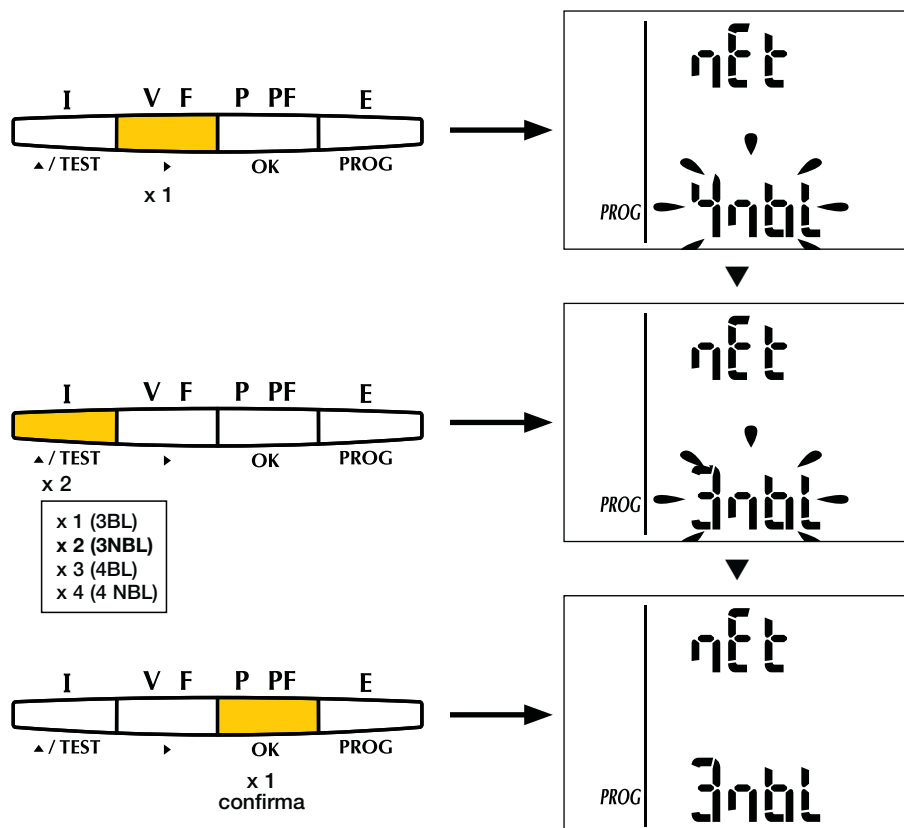 nEt
I V F P PF E
▲ / TEST ▶ OK PROG
x 1
PROG 4nbl
nEt
I V F P PF E
▲ / TEST ▶ OK PROG
x 2
x 1 (3BL)
x 2 (3NBL)
x 3 (4BL)
x 4 (4 NBL)
PROG 3nbl
nEt
I V F P PF E
▲ / TEST ▶ OK PROG
x 1
confirma
PROG 3nbl